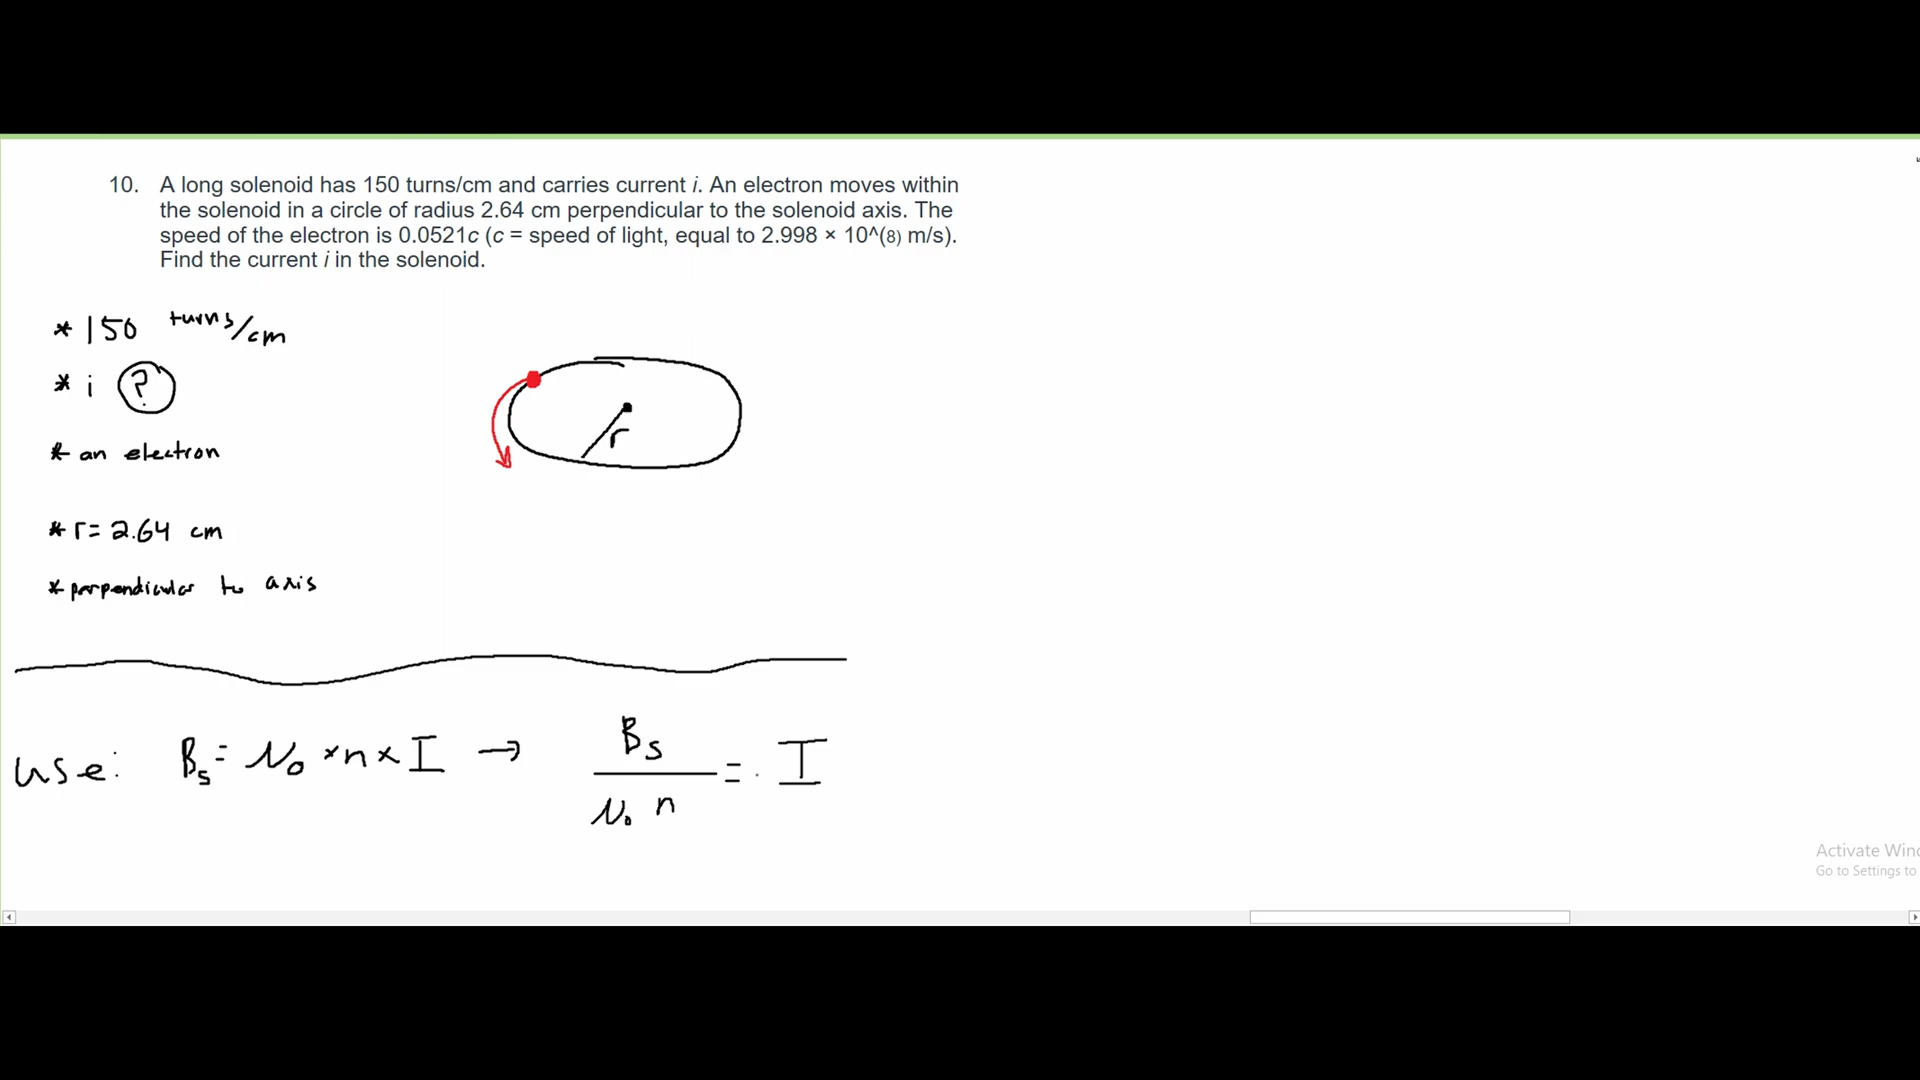 10. A long solenoid has 150 turns/cm and carries current i. An electron moves within
the solenoid in a circle of radius 2.64 cm perpendicular to the solenoid axis. The
speed of the electron is 0.0521c (c = speed of light, equal to 2.998 × 10^(8) m/s).
Find the current i in the solenoid.
* 150 turns/cm
* i ?
* an electron
r
* r = 2.64 cm
* perpendicular to axis
use: Bs = μ₀ × n × I → Bs / μ₀ n = I
Activate Wind
Go to Settings to